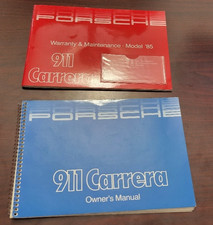 PORSCHE
Warranty & Maintenance · Model '85
911
Carrera
PORSCHE
911 Carrera
Owner's Manual